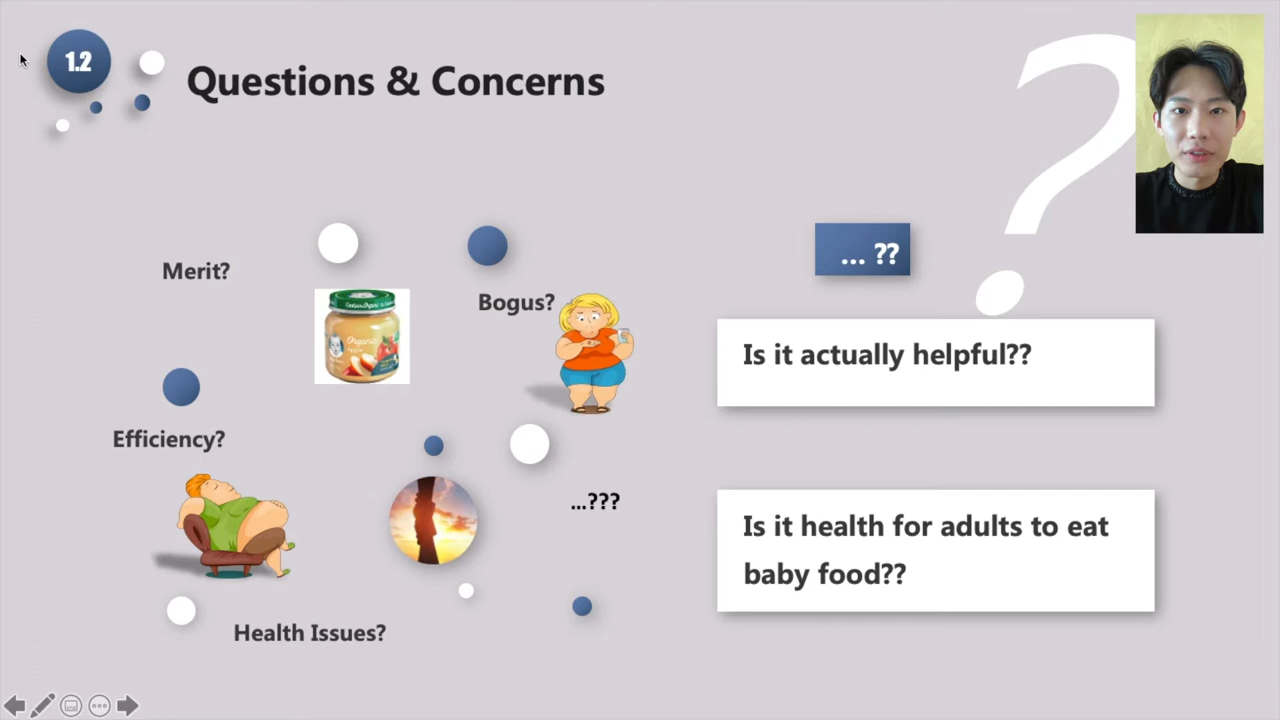 1.2
Questions & Concerns
Merit?
Bogus?
Organic
Efficiency?
...???
Health Issues?
... ??
?
Is it actually helpful??
Is it health for adults to eat
baby food??